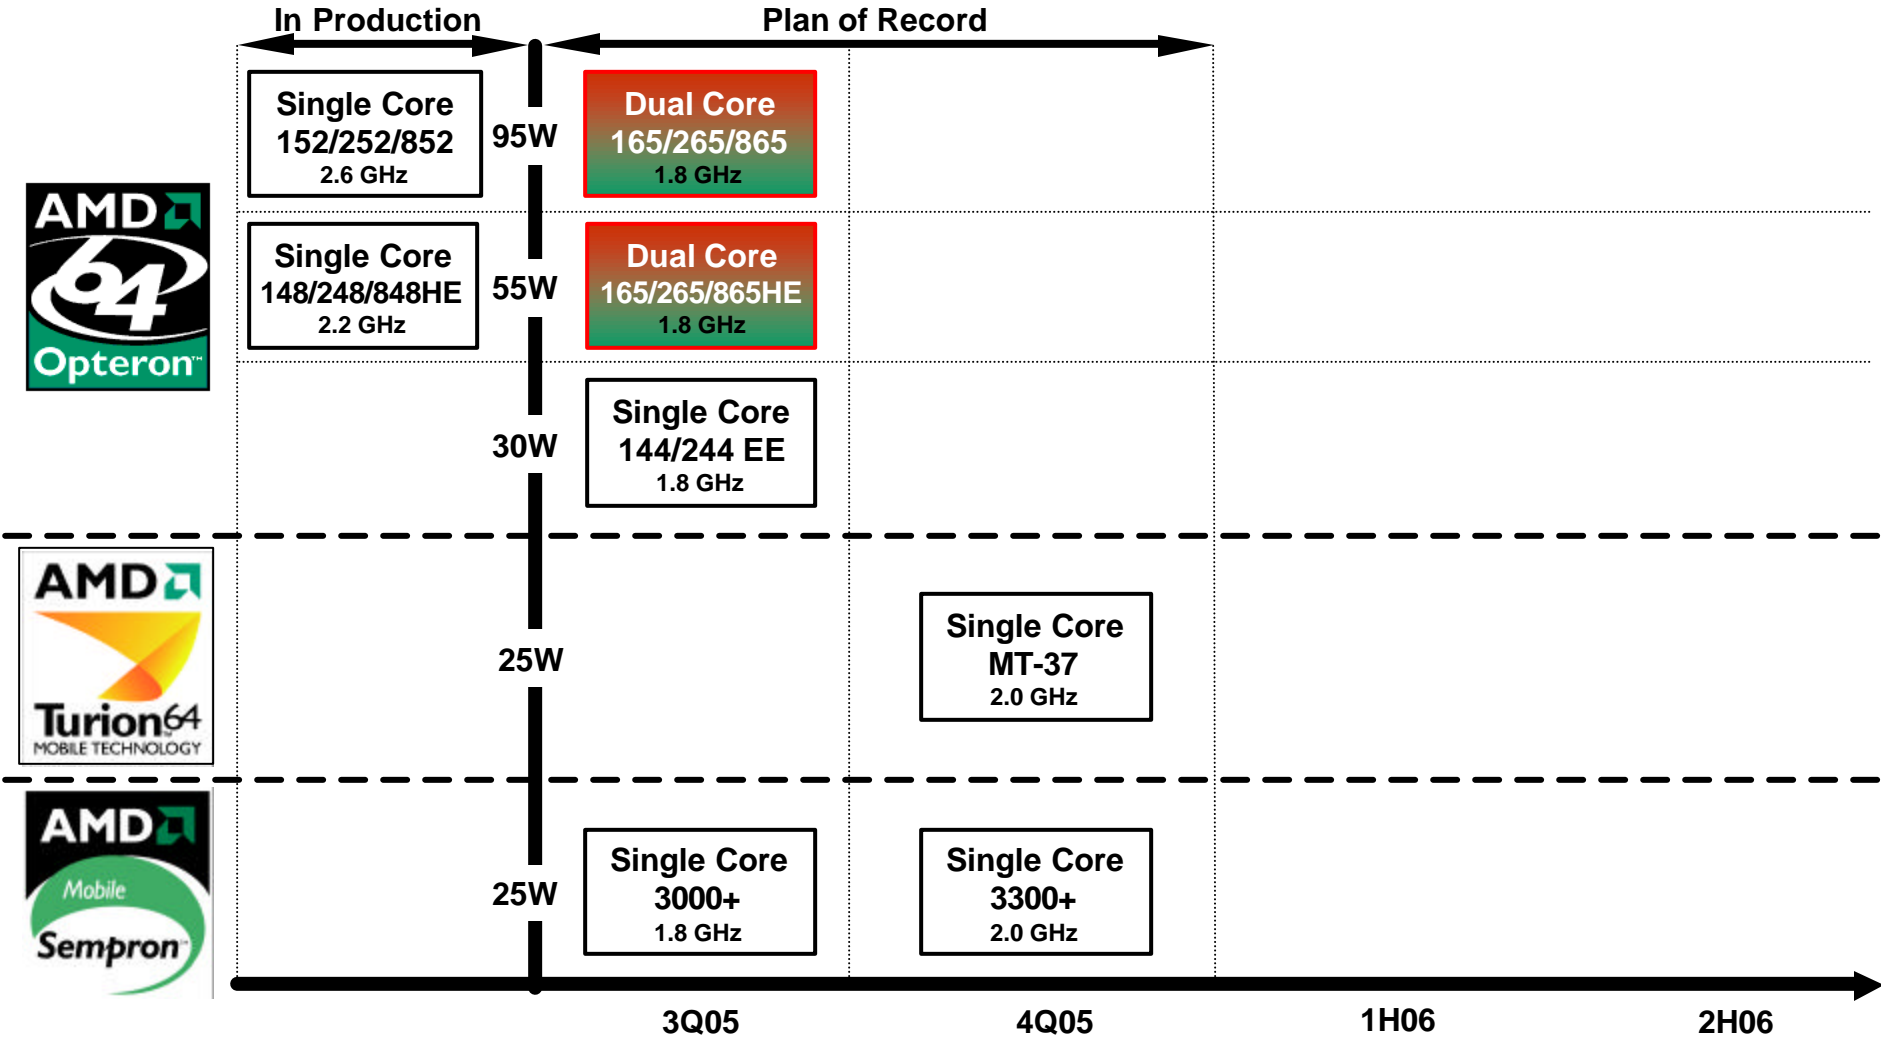 In Production
Plan of Record
Single Core
152/252/852
2.6 GHz
95W
Dual Core
165/265/865
1.8 GHz
AMD
64
Opteron™
Single Core
148/248/848HE
2.2 GHz
55W
Dual Core
165/265/865HE
1.8 GHz
30W
Single Core
144/244 EE
1.8 GHz
AMD
Turion64
MOBILE TECHNOLOGY
25W
Single Core
MT-37
2.0 GHz
AMD
Mobile
Sempron™
25W
Single Core
3000+
1.8 GHz
Single Core
3300+
2.0 GHz
3Q05
4Q05
1H06
2H06